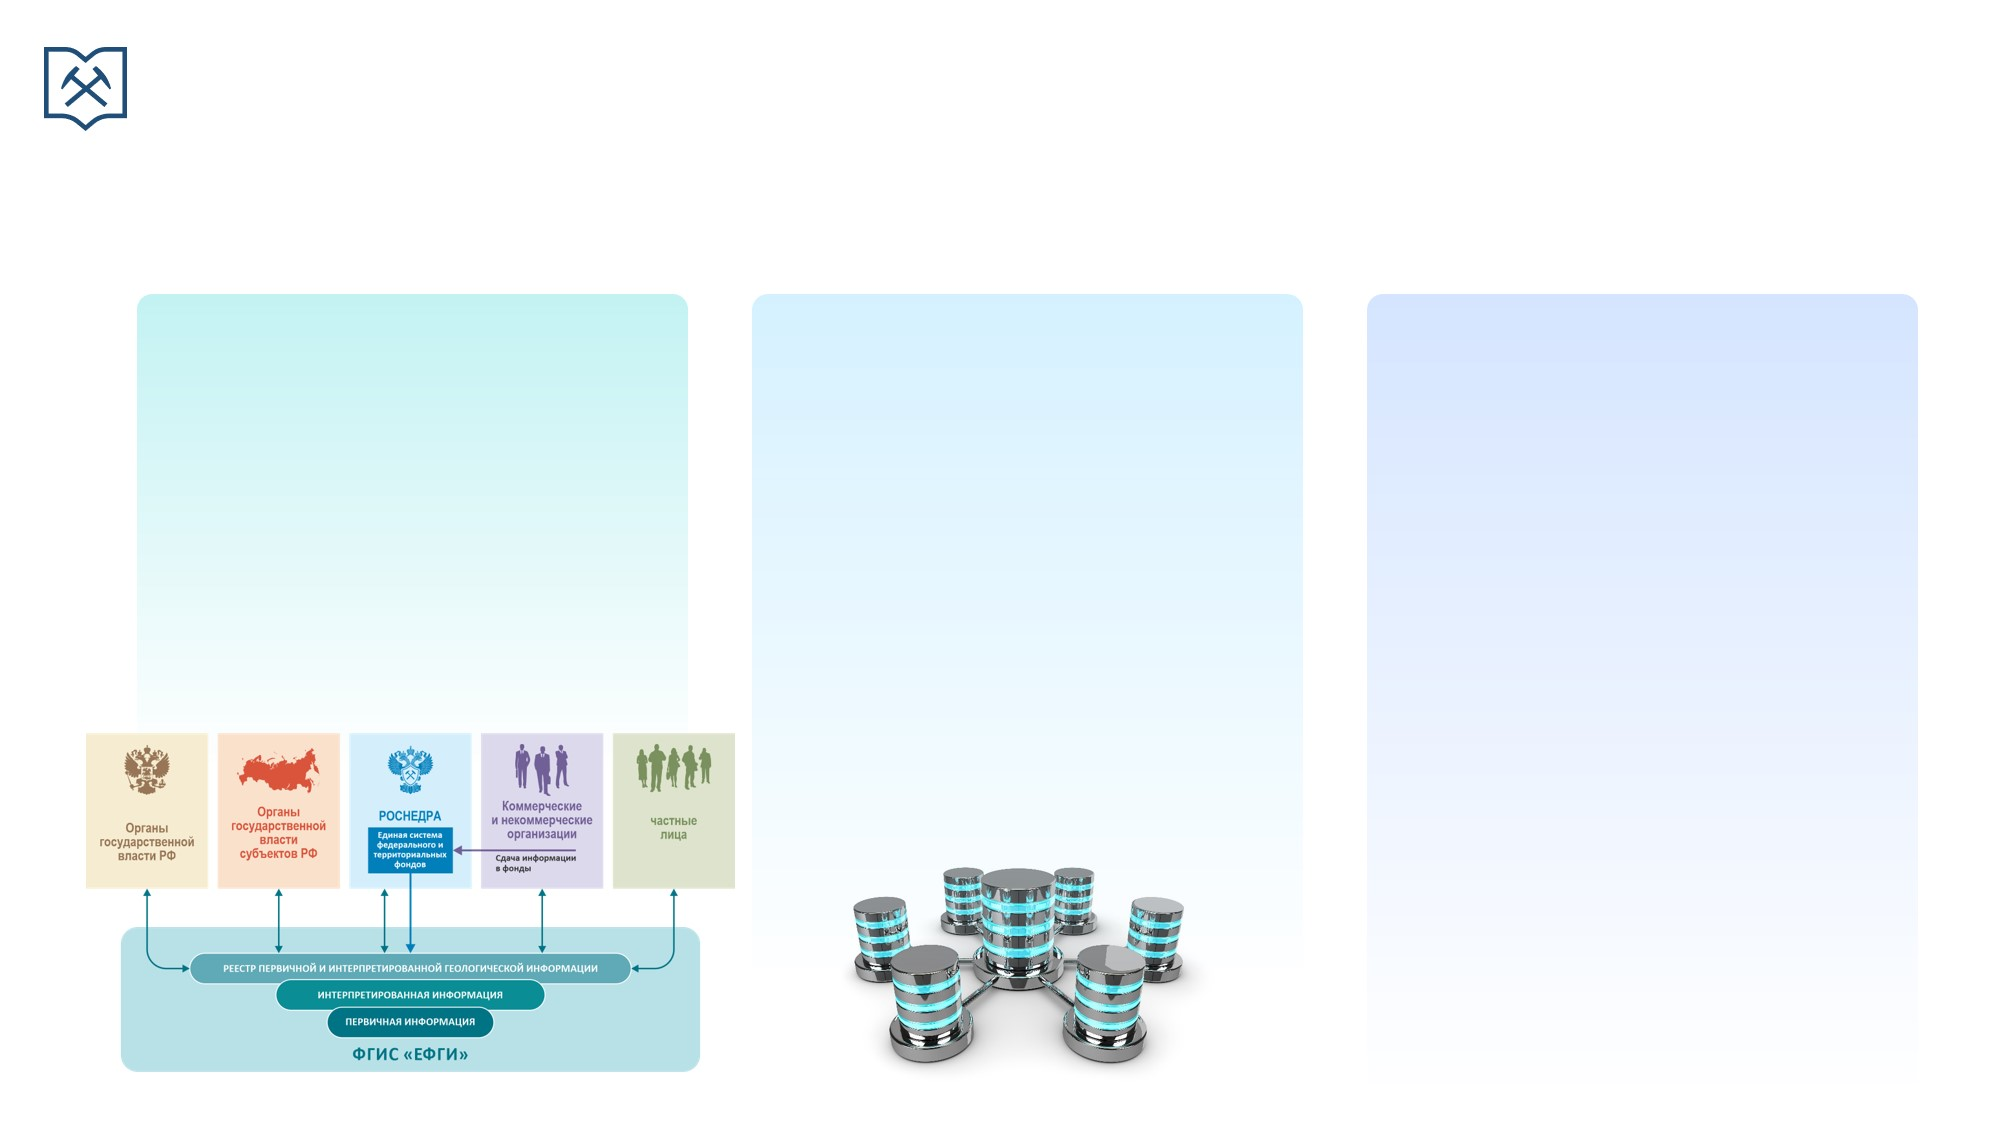 Органы
государственной
власти РФ
Органы
государственной
власти
субъектов РФ
РОСНЕДРА
Единая система
федерального и
территориальных
фондов
Коммерческие
и некоммерческие
организации
Сдача информации
в фонды
частные
лица
РЕЕСТР ПЕРВИЧНОЙ И ИНТЕРПРЕТИРОВАННОЙ ГЕОЛОГИЧЕСКОЙ ИНФОРМАЦИИ
ИНТЕРПРЕТИРОВАННАЯ ИНФОРМАЦИЯ
ПЕРВИЧНАЯ ИНФОРМАЦИЯ
ФГИС «ЕФГИ»